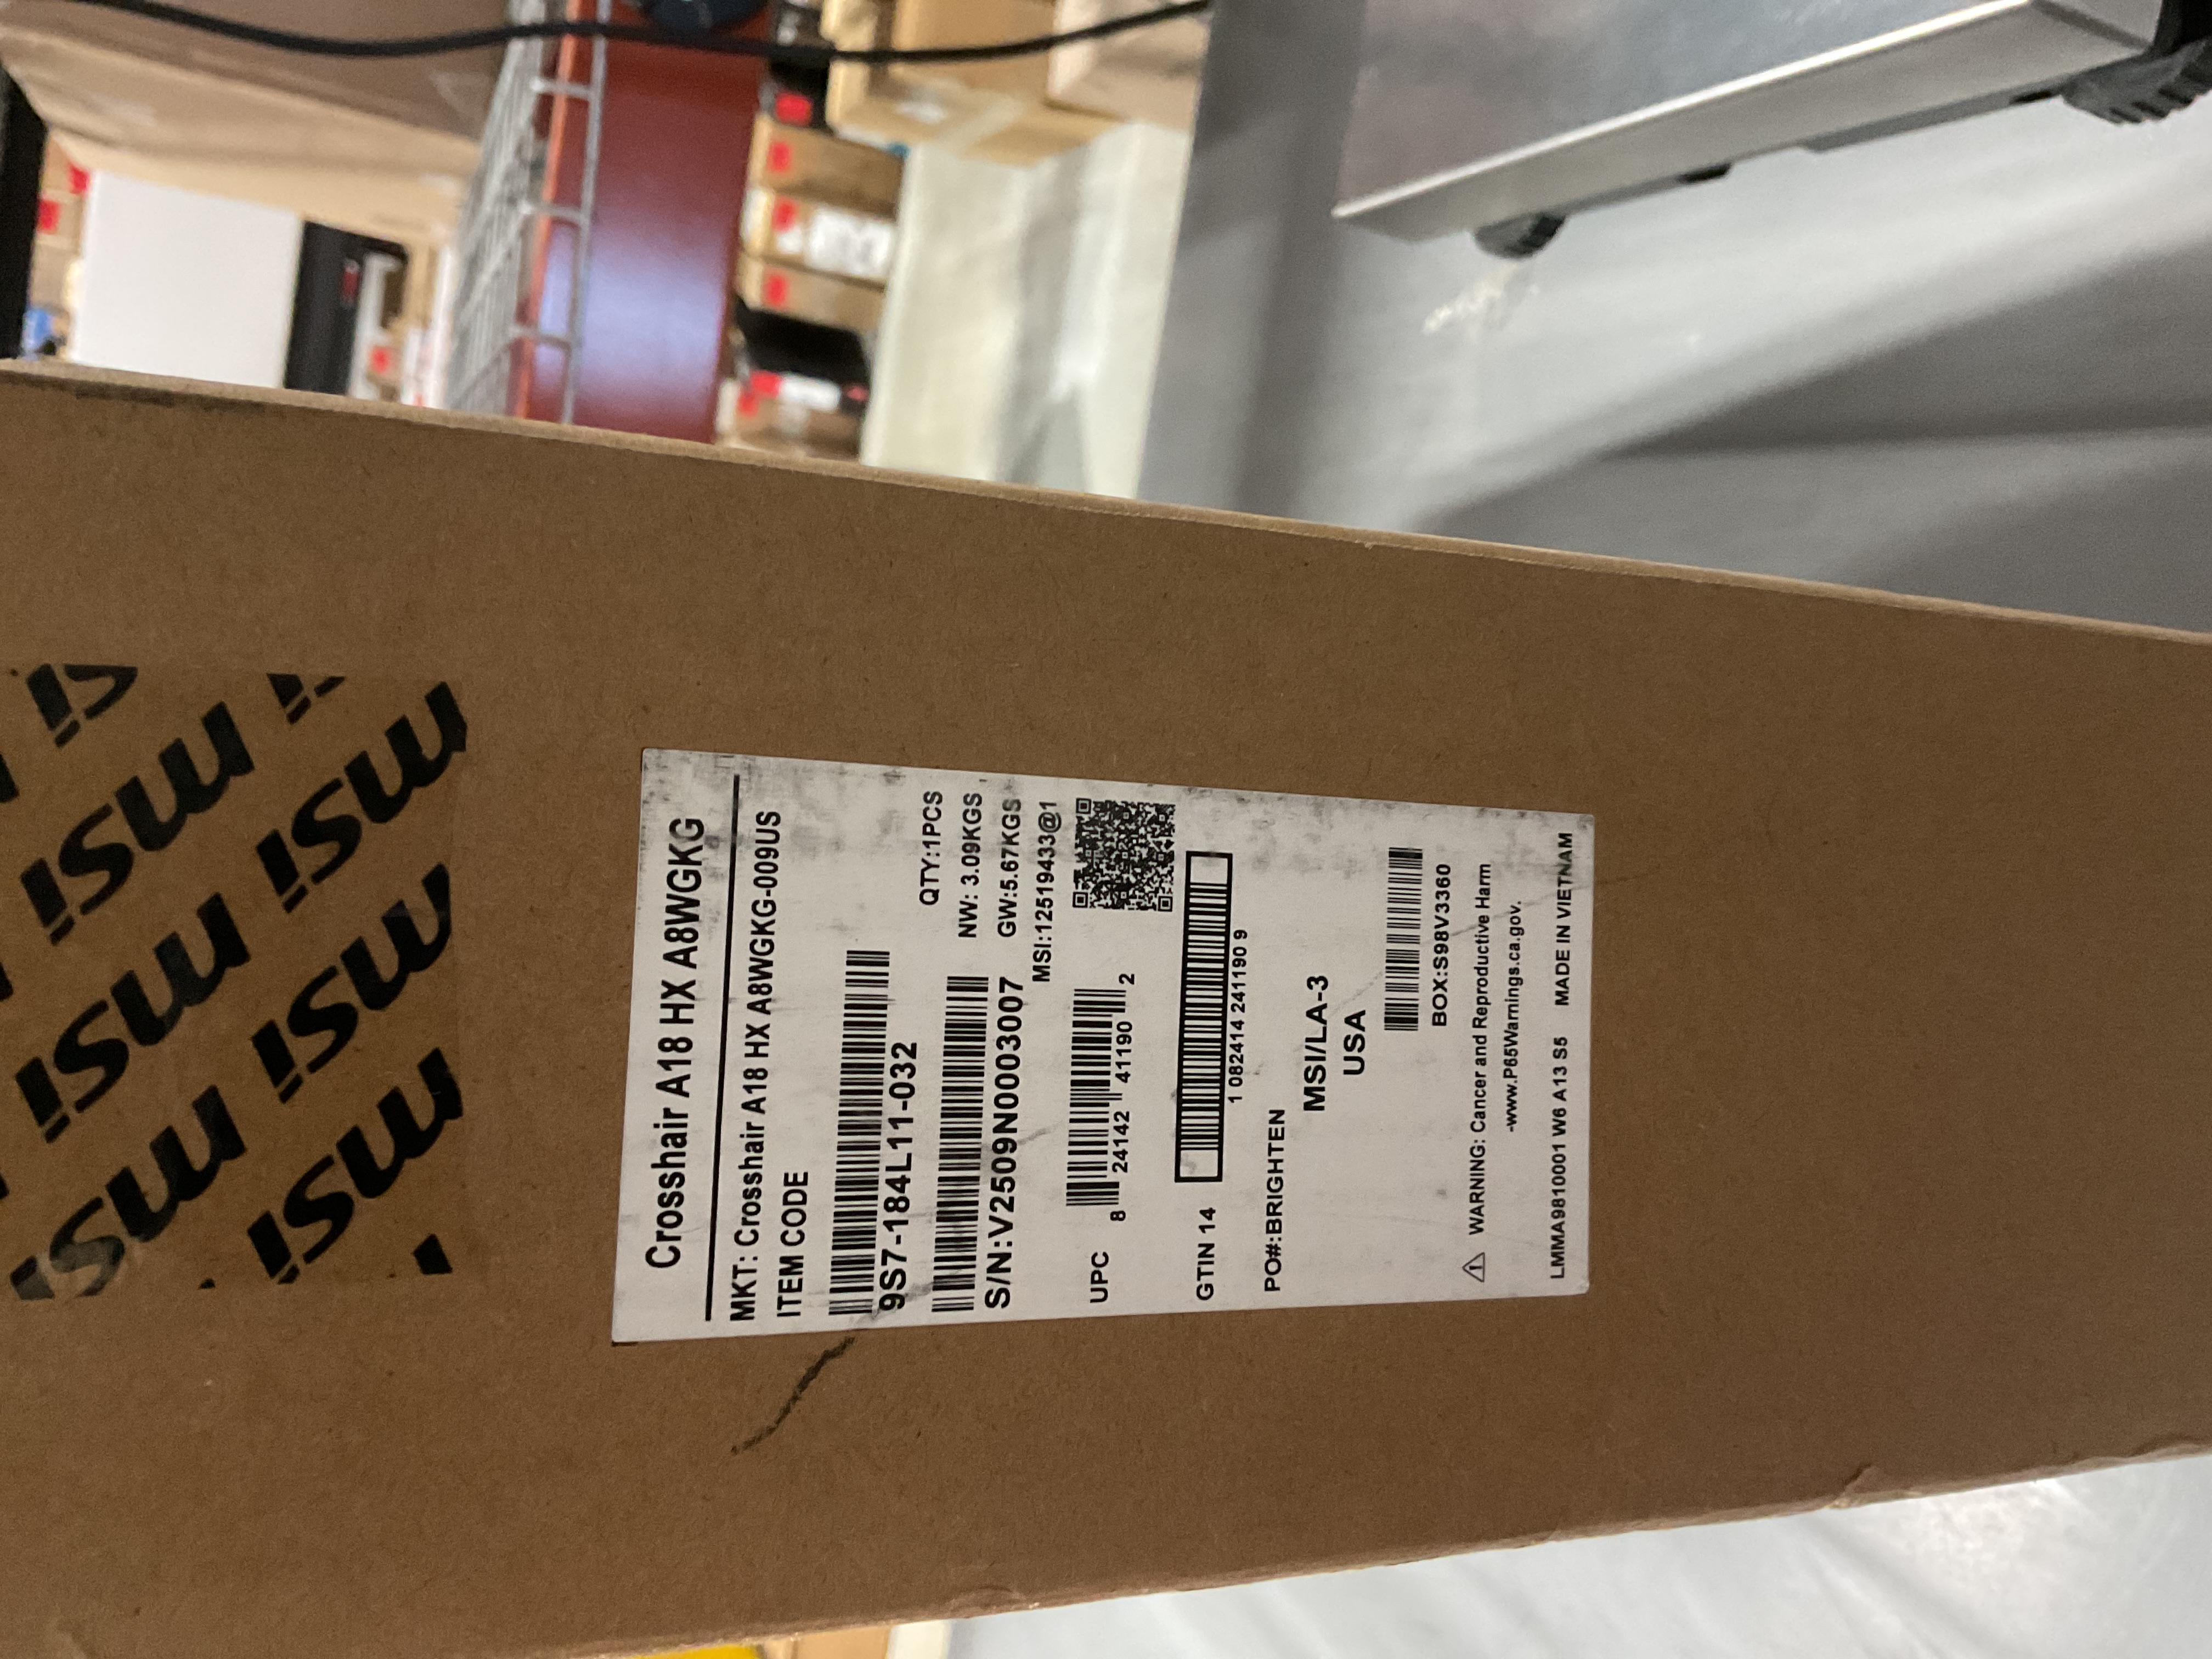 msi msi
msi msi
msi msi
Crosshair A18 HX A8WGKG
MKT: Crosshair A18 HX A8WGKG-009US
ITEM CODE
9S7-184L11-032
QTY:1PCS
S/N:V2509N0003007
NW: 3.09KGS
GW:5.67KGS
MSI:12519433@1
UPC
8 24142 41190 2
GTIN 14
1 082414 241190 9
PO#:BRIGHTEN
MSI/LA-3
USA
BOX:S98V3360
⚠ WARNING: Cancer and Reproductive Harm
-www.P65Warnings.ca.gov.
LMMA9810001 W6 A13 S5 MADE IN VIETNAM